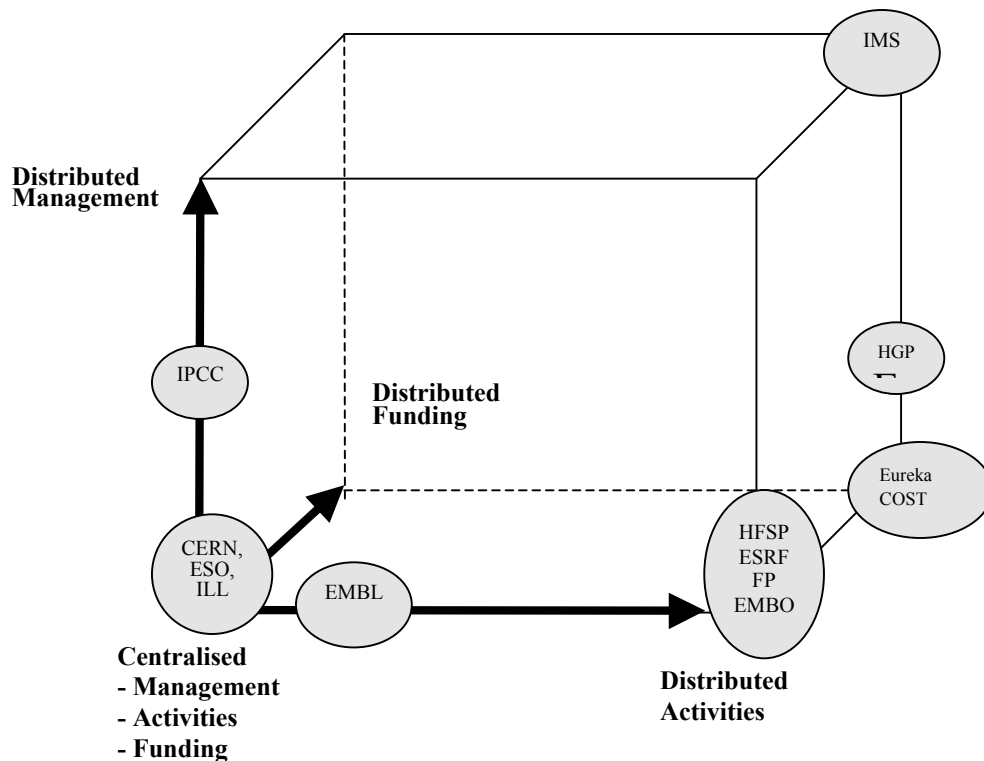 IMS
Distributed
Management
IPCC
HGP
Distributed
Funding
Eureka
COST
CERN,
ESO,
ILL
EMBL
HFSP
ESRF
FP
EMBO
Centralised
- Management
- Activities
- Funding
Distributed
Activities